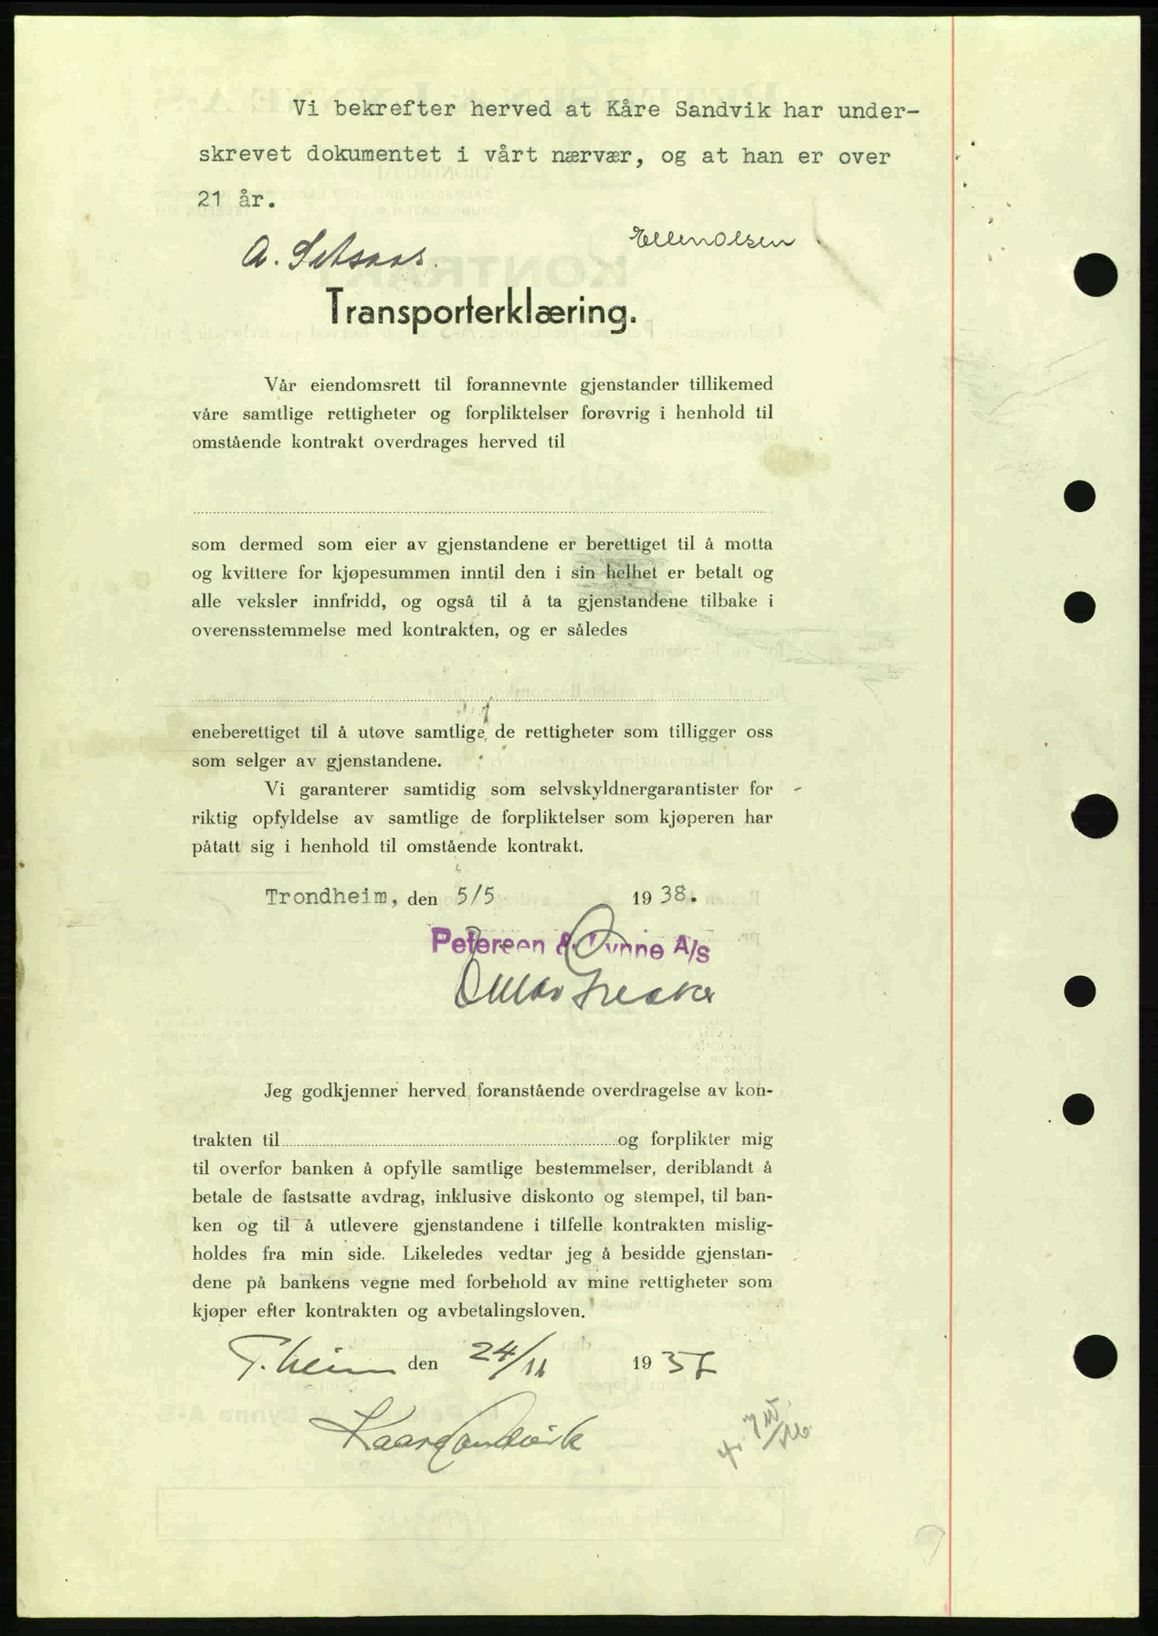 Vi bekrefter herved at Kåre Sandvik har under-
skrevet dokumentet i vårt nærvær, og at han er over
21 år.
A. Setsaas. Ellen Olsen
Transporterklæring.
Vår eiendomsrett til forannevnte gjenstander tillikemed
våre samtlige rettigheter og forpliktelser forøvrig i henhold til
omstående kontrakt overdrages herved til
som dermed som eier av gjenstandene er berettiget til å motta
og kvittere for kjøpesummen inntil den i sin helhet er betalt og
alle veksler innfridd, og også til å ta gjenstandene tilbake i
overensstemmelse med kontrakten, og er således
eneberettiget til å utøve samtlige de rettigheter som tilligger oss
som selger av gjenstandene.
Vi garanterer samtidig som selvskyldnergarantister for
riktig opfyldelse av samtlige de forpliktelser som kjøperen har
påtatt sig i henhold til omstående kontrakt.
Trondheim, den 5/5 1938.
Petersen & Dynne A/s
Jeg godkjenner herved foranstående overdragelse av kon-
trakten til og forplikter mig
til overfor banken å opfylle samtlige bestemmelser, deriblandt å
betale de fastsatte avdrag, inklusive diskonto og stempel, til ban-
ken og til å utlevere gjenstandene i tilfelle kontrakten mislig-
holdes fra min side. Likeledes vedtar jeg å besidde gjenstan-
dene på bankens vegne med forbehold av mine rettigheter som
kjøper efter kontrakten og avbetalingsloven.
T.heim den 24/11 1937
Kaare Sandvik